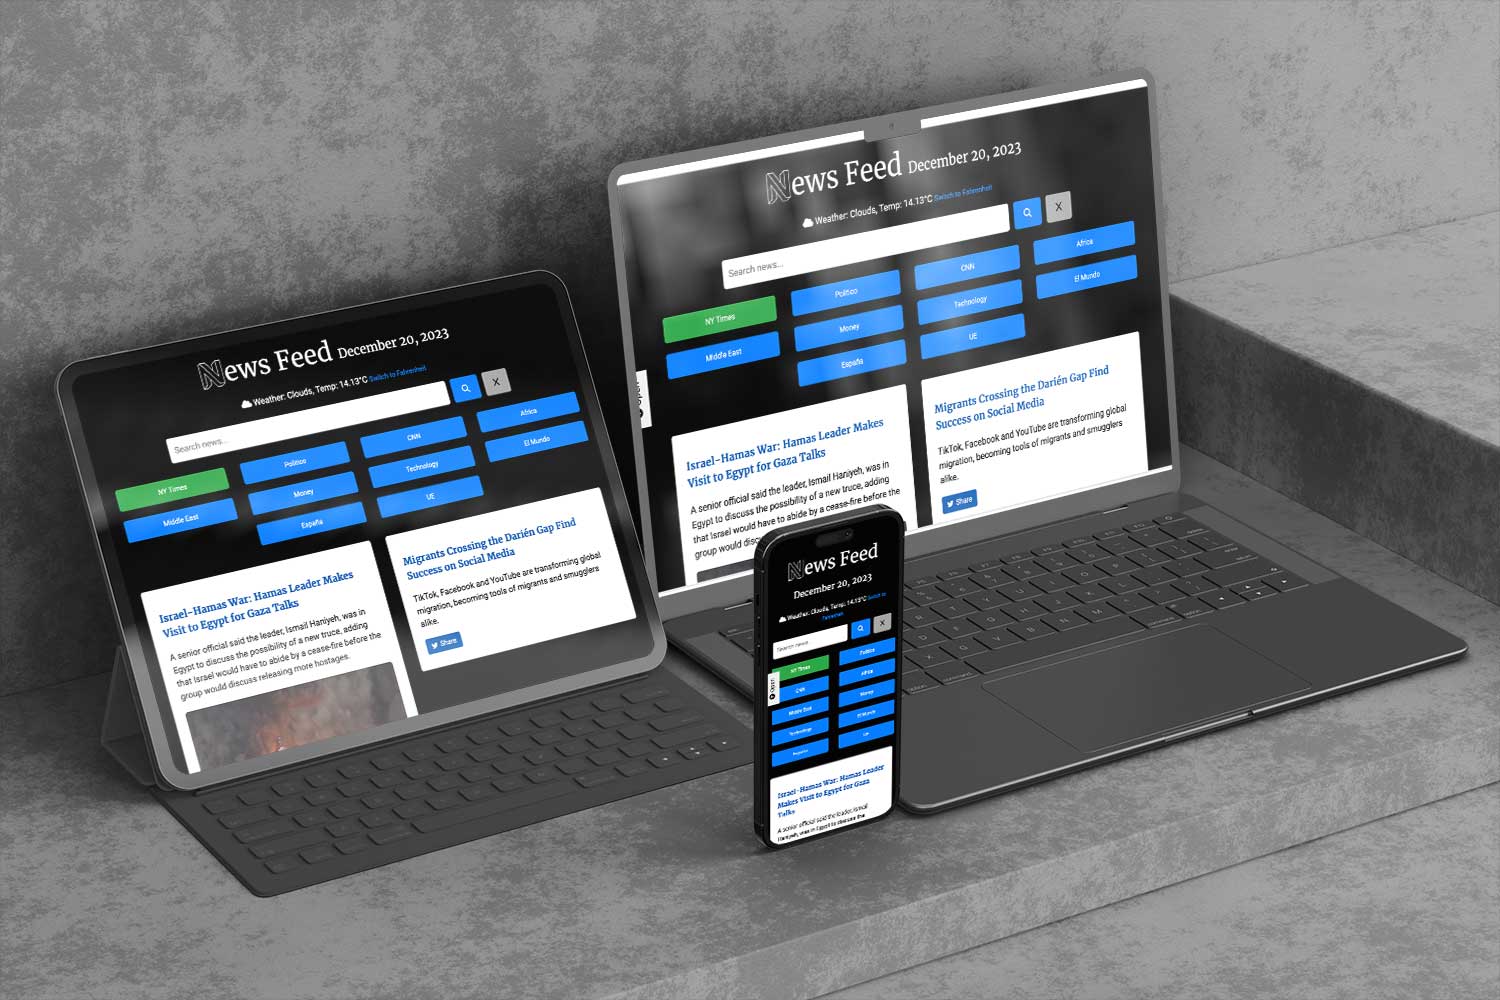 News Feed December 20, 2023
Weather: Clouds, Temp: 14.13°C Switch to Fahrenheit
Search news...
X
NY Times
Politico
CNN
Africa
Middle East
Money
Technology
El Mundo
España
UE
Israel-Hamas War: Hamas Leader Makes
Visit to Egypt for Gaza Talks
A senior official said the leader, Ismail Haniyeh, was in
Egypt to discuss the possibility of a new truce, adding
that Israel would have to abide by a cease-fire before the
group would discuss releasing more hostages.
Migrants Crossing the Darién Gap Find
Success on Social Media
TikTok, Facebook and YouTube are transforming global
migration, becoming tools of migrants and smugglers
alike.
Share
News Feed December 20, 2023
Weather: Clouds, Temp: 14.13°C Switch to Fahrenheit
Search news...
X
NY Times
Politico
CNN
Africa
Middle East
Money
Technology
El Mundo
España
UE
Open
Israel-Hamas War: Hamas Leader Makes
Visit to Egypt for Gaza Talks
A senior official said the leader, Ismail Haniyeh, was in
Egypt to discuss the possibility of a new truce, adding
that Israel would have to abide by a cease-fire before the
group would disc
Migrants Crossing the Darién Gap Find
Success on Social Media
TikTok, Facebook and YouTube are transforming global
migration, becoming tools of migrants and smugglers
alike.
Share
News Feed
December 20, 2023
Weather: Clouds, Temp: 14.13°C Switch to
Fahrenheit
Search news
X
NY Times
Politico
CNN
Africa
Middle East
Money
Technology
El Mundo
España
UE
Open
Israel-Hamas War: Hamas Leader
Makes Visit to Egypt for Gaza
Talks
A senior official said the leader, Ismail
Haniyeh, was in Egypt to discuss the